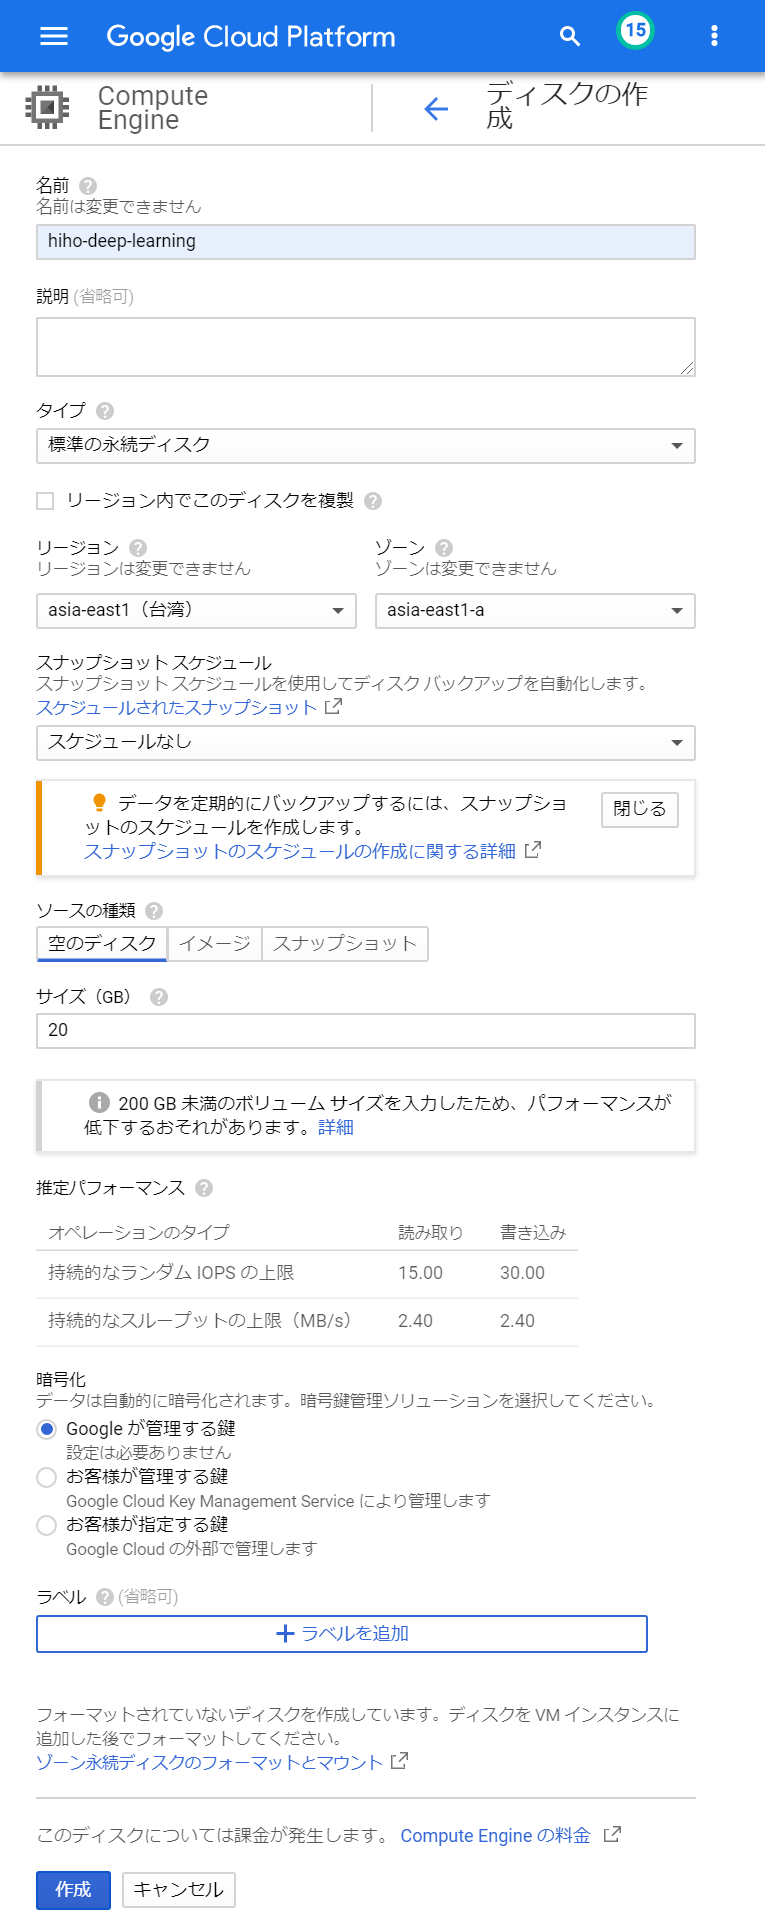 Google Cloud Platform
15
Compute
Engine
ディスクの作
成
名前
名前は変更できません
hiho-deep-learning
説明 (省略可)
タイプ
標準の永続ディスク
リージョン内でこのディスクを複製
リージョン
リージョンは変更できません
asia-east1（台湾）
ゾーン
ゾーンは変更できません
asia-east1-a
スナップショット スケジュール
スナップショット スケジュールを使用してディスク バックアップを自動化します。
スケジュールされたスナップショット
スケジュールなし
データを定期的にバックアップするには、スナップショ
ットのスケジュールを作成します。
スナップショットのスケジュールの作成に関する詳細
閉じる
ソースの種類
空のディスク イメージ スナップショット
サイズ（GB）
20
200 GB 未満のボリューム サイズを入力したため、パフォーマンスが
低下するおそれがあります。詳細
推定パフォーマンス
オペレーションのタイプ 読み取り 書き込み
持続的なランダム IOPS の上限 15.00 30.00
持続的なスループットの上限（MB/s） 2.40 2.40
暗号化
データは自動的に暗号化されます。暗号鍵管理ソリューションを選択してください。
Google が管理する鍵
設定は必要ありません
お客様が管理する鍵
Google Cloud Key Management Service により管理します
お客様が指定する鍵
Google Cloud の外部で管理します
ラベル (省略可)
ラベルを追加
フォーマットされていないディスクを作成しています。ディスクを VM インスタンスに
追加した後でフォーマットしてください。
ゾーン永続ディスクのフォーマットとマウント
このディスクについては課金が発生します。 Compute Engine の料金
作成 キャンセル